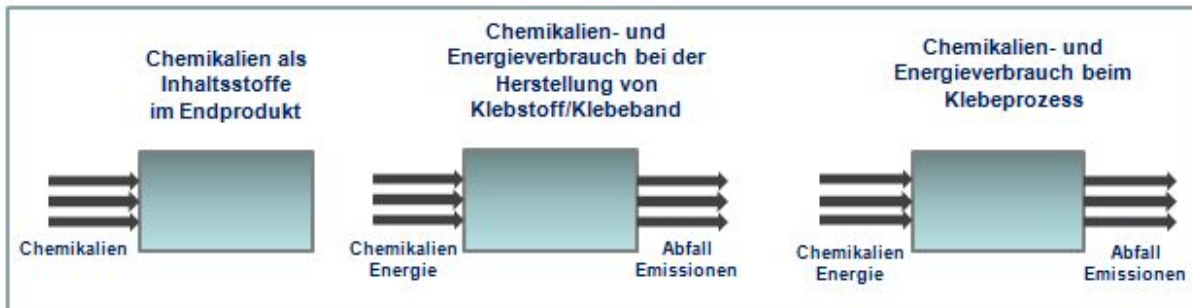 Chemikalien als
Inhaltsstoffe
im Endprodukt
Chemikalien
Chemikalien- und
Energieverbrauch bei der
Herstellung von
Klebstoff/Klebeband
Chemikalien
Energie
Abfall
Emissionen
Chemikalien- und
Energieverbrauch beim
Klebeprozess
Chemikalien
Energie
Abfall
Emissionen